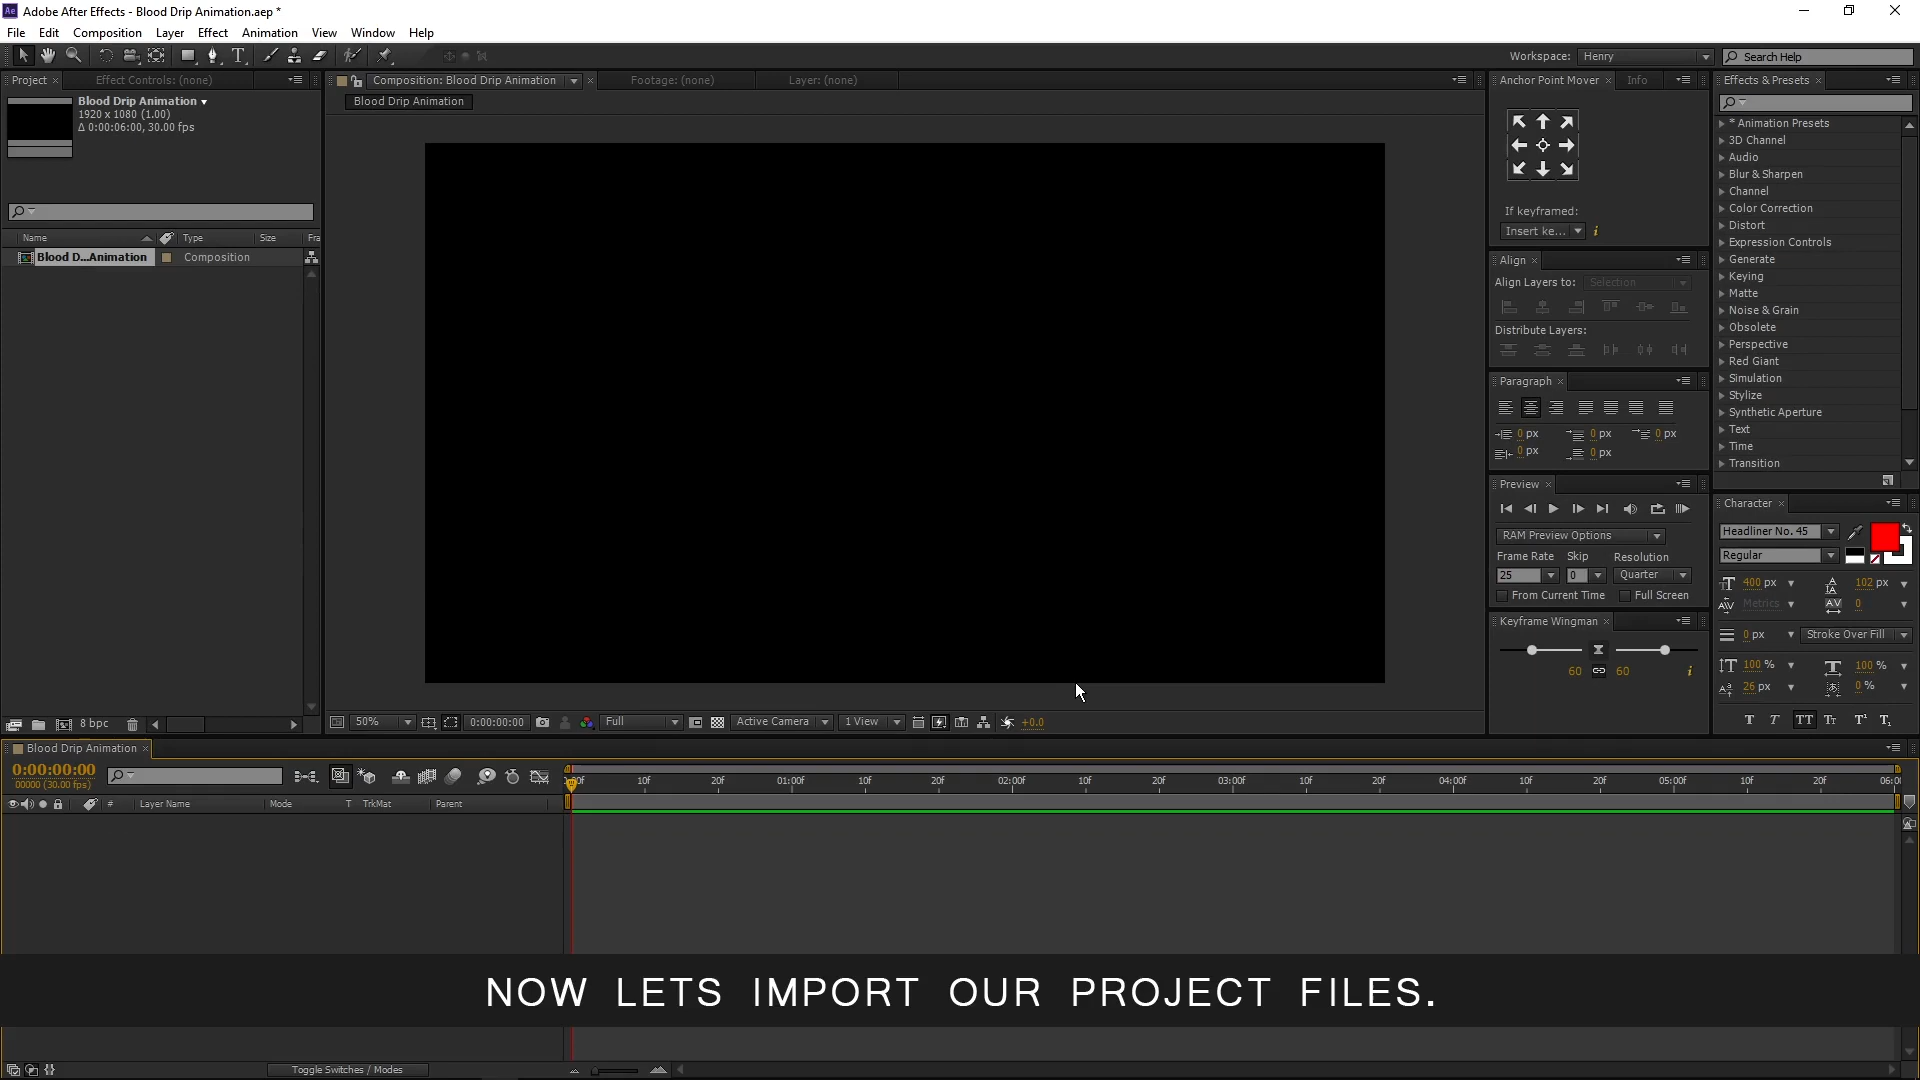 Adobe After Effects - Blood Drip Animation.aep *
File Edit Composition Layer Effect Animation View Window Help
Workspace: Henry Search Help
Project Effect Controls: (none) Composition: Blood Drip Animation Footage: (none) Layer: (none) Anchor Point Mover Info Effects & Presets
Blood Drip Animation
1920 x 1080 (1.00)
Δ 0:00:06:00, 30.00 fps
Blood Drip Animation
Name Type Size Fra
Blood D...Animation Composition
If keyframed:
Insert ke...
Align
Align Layers to: Selection
Distribute Layers:
Paragraph
0 px 0 px 0 px
0 px 0 px
Preview
RAM Preview Options
Frame Rate Skip Resolution
25 0 Quarter
From Current Time Full Screen
Keyframe Wingman
60 60
* Animation Presets
3D Channel
Audio
Blur & Sharpen
Channel
Color Correction
Distort
Expression Controls
Generate
Keying
Matte
Noise & Grain
Obsolete
Perspective
Red Giant
Simulation
Stylize
Synthetic Aperture
Text
Time
Transition
Character
Headliner No. 45
Regular
400 px 102 px
Metrics 0
0 px Stroke Over Fill
100 % 100 %
26 px 0 %
8 bpc 50% 0:00:00:00 Full Active Camera 1 View +0.0
Blood Drip Animation
0:00:00:00
00000 (30.00 fps)
10f 20f 01:00f 10f 20f 02:00f 10f 20f 03:00f 10f 20f 04:00f 10f 20f 05:00f 10f 20f
# Layer Name Mode T TrkMat Parent
NOW LETS IMPORT OUR PROJECT FILES.
Toggle Switches / Modes